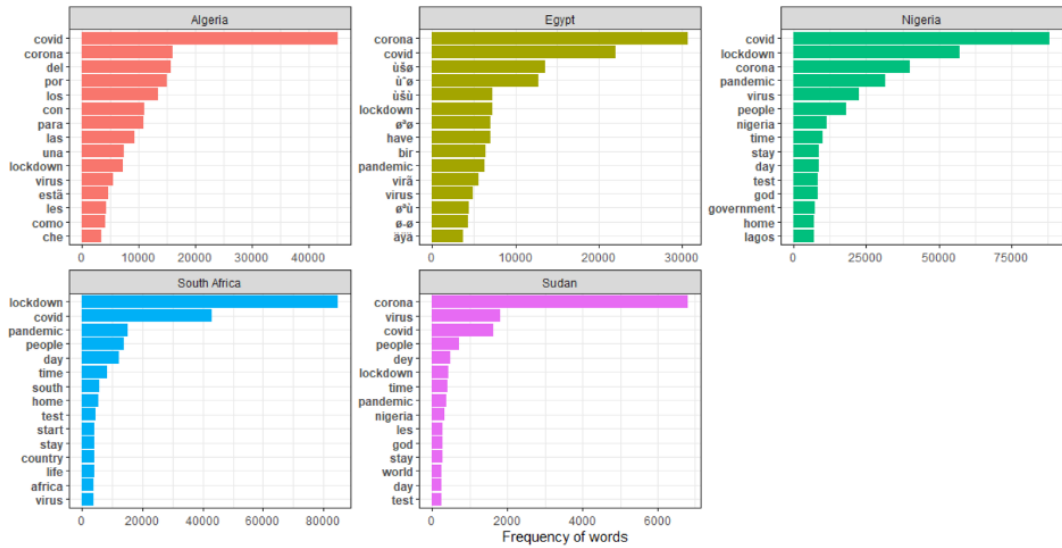 Algeria
covid
corona
del
por
los
con
para
las
una
lockdown
virus
estã
les
como
che
0 10000 20000 30000 40000
Egypt
corona
covid
ùšø
ùˆø
ùšù
lockdown
øªø
have
bir
pandemic
virã
virus
øªù
ø-ø
äÿä
0 10000 20000 30000
Nigeria
covid
lockdown
corona
pandemic
virus
people
nigeria
time
stay
day
test
god
government
home
lagos
0 25000 50000 75000
South Africa
lockdown
covid
pandemic
people
day
time
south
home
test
start
stay
country
life
africa
virus
0 20000 40000 60000 80000
Sudan
corona
virus
covid
people
dey
lockdown
time
pandemic
nigeria
les
god
stay
world
day
test
0 2000 4000 6000
Frequency of words